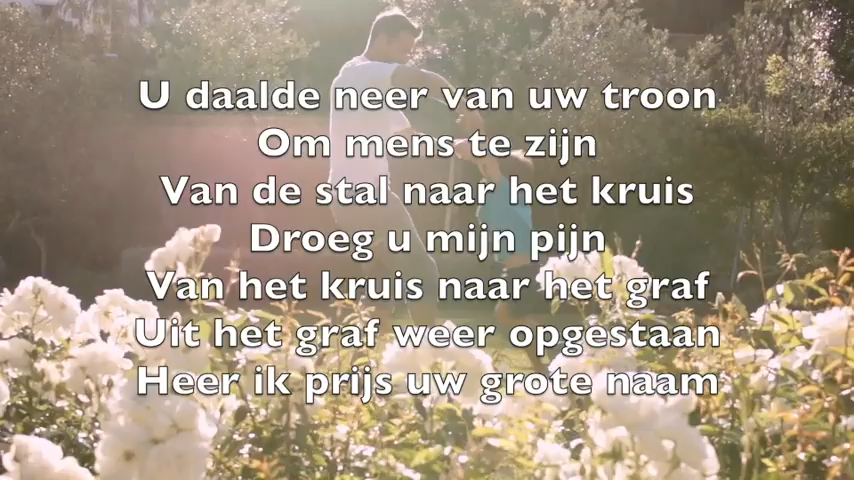 U daalde neer van uw troon
Om mens te zijn
Van de stal naar het kruis
Droeg u mijn pijn
Van het kruis naar het graf
Uit het graf weer opgestaan
Heer ik prijs uw grote naam